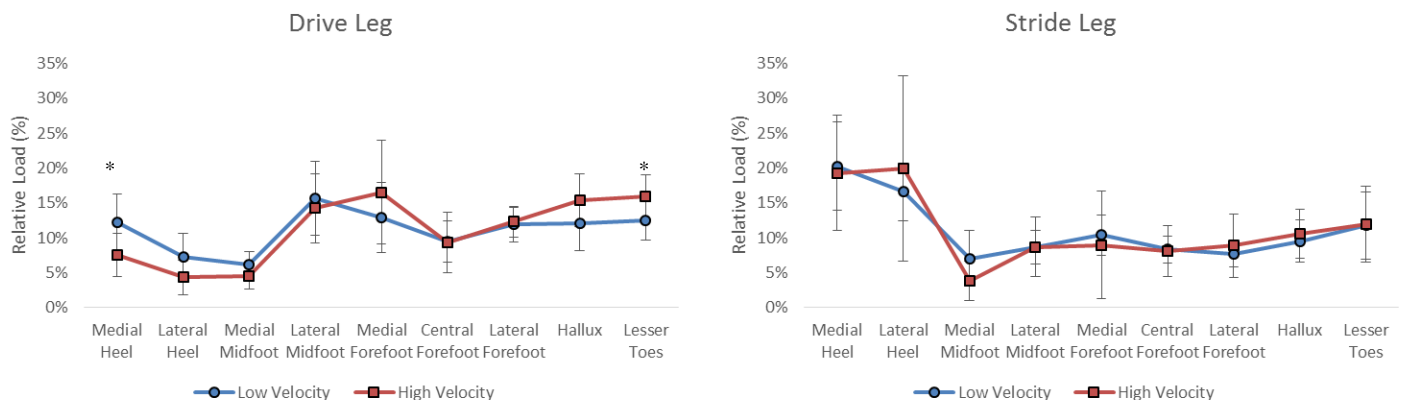 Drive Leg
35%
30%
25%
20%
15%
10%
5%
0%
Relative Load (%)
*
*
Medial Lateral Medial Lateral Medial Central Lateral Hallux Lesser
Heel Heel Midfoot Midfoot Forefoot Forefoot Forefoot Toes
Low Velocity High Velocity
Stride Leg
35%
30%
25%
20%
15%
10%
5%
0%
Relative Load (%)
Medial Lateral Medial Lateral Medial Central Lateral Hallux Lesser
Heel Heel Midfoot Midfoot Forefoot Forefoot Forefoot Toes
Low Velocity High Velocity